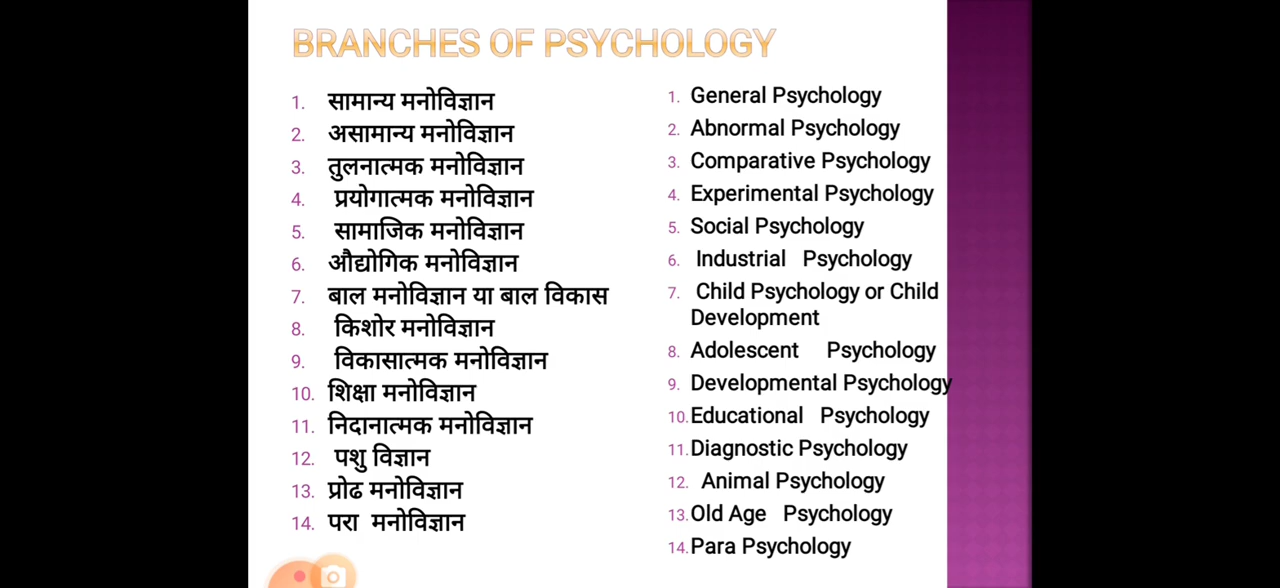 BRANCHES OF PSYCHOLOGY
1. सामान्य मनोविज्ञान
2. असामान्य मनोविज्ञान
3. तुलनात्मक मनोविज्ञान
4. प्रयोगात्मक मनोविज्ञान
5. सामाजिक मनोविज्ञान
6. औद्योगिक मनोविज्ञान
7. बाल मनोविज्ञान या बाल विकास
8. किशोर मनोविज्ञान
9. विकासात्मक मनोविज्ञान
10. शिक्षा मनोविज्ञान
11. निदानात्मक मनोविज्ञान
12. पशु विज्ञान
13. प्रोढ मनोविज्ञान
14. परा मनोविज्ञान
1. General Psychology
2. Abnormal Psychology
3. Comparative Psychology
4. Experimental Psychology
5. Social Psychology
6. Industrial Psychology
7. Child Psychology or Child
Development
8. Adolescent Psychology
9. Developmental Psychology
10. Educational Psychology
11. Diagnostic Psychology
12. Animal Psychology
13. Old Age Psychology
14. Para Psychology